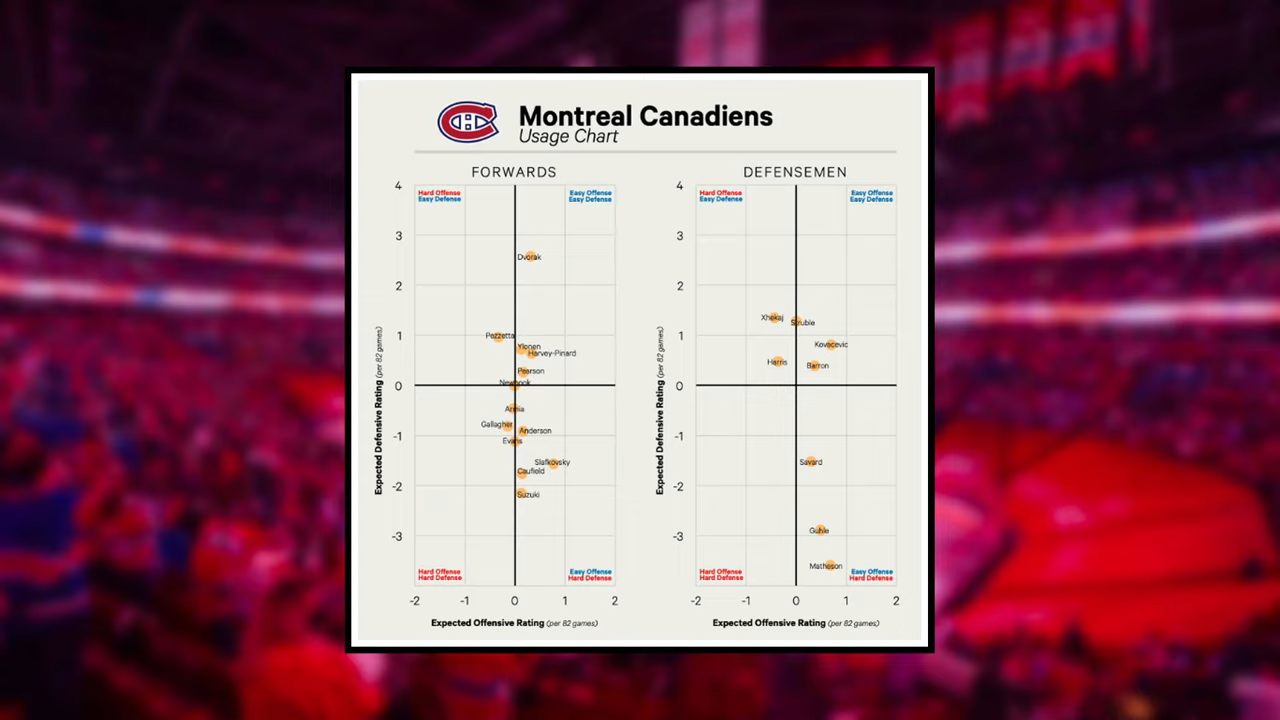 Montreal Canadiens
Usage Chart
FORWARDS
4
3
2
1
0
-1
-2
-3
Hard Offense
Easy Defense
Easy Offense
Easy Defense
Dvorak
Pezzetta
Ylonen
Harvey-Pinard
Pearson
Newhook
Armia
Gallagher
Anderson
Evans
Slafkovsky
Caufield
Suzuki
Hard Offense
Hard Defense
Easy Offense
Hard Defense
-2 -1 0 1 2
Expected Defensive Rating (per 82 games)
Expected Offensive Rating (per 82 games)
DEFENSEMEN
4
3
2
1
0
-1
-2
-3
Hard Offense
Easy Defense
Easy Offense
Easy Defense
Xhekaj
Struble
Kovacevic
Harris
Barron
Savard
Guhle
Matheson
Hard Offense
Hard Defense
Easy Offense
Hard Defense
-2 -1 0 1 2
Expected Defensive Rating (per 82 games)
Expected Offensive Rating (per 82 games)